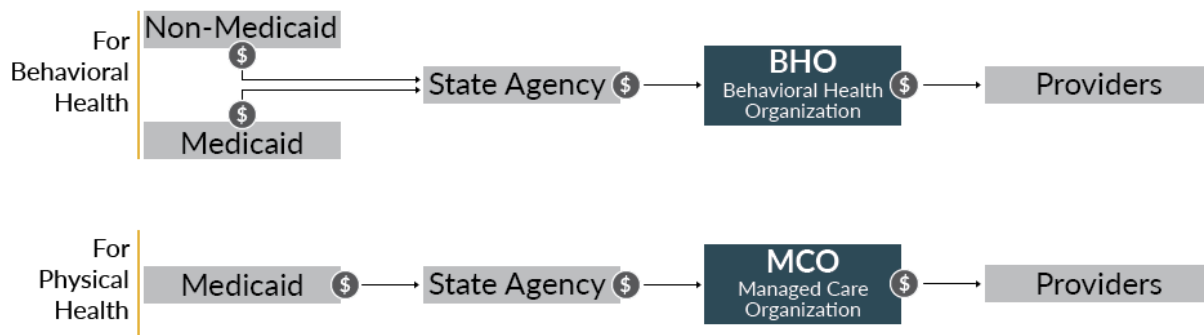 For
Behavioral
Health
Non-Medicaid
$
$
Medicaid
State Agency $
BHO
Behavioral Health
Organization
$
Providers
For
Physical
Health
Medicaid $
State Agency $
MCO
Managed Care
Organization
$
Providers